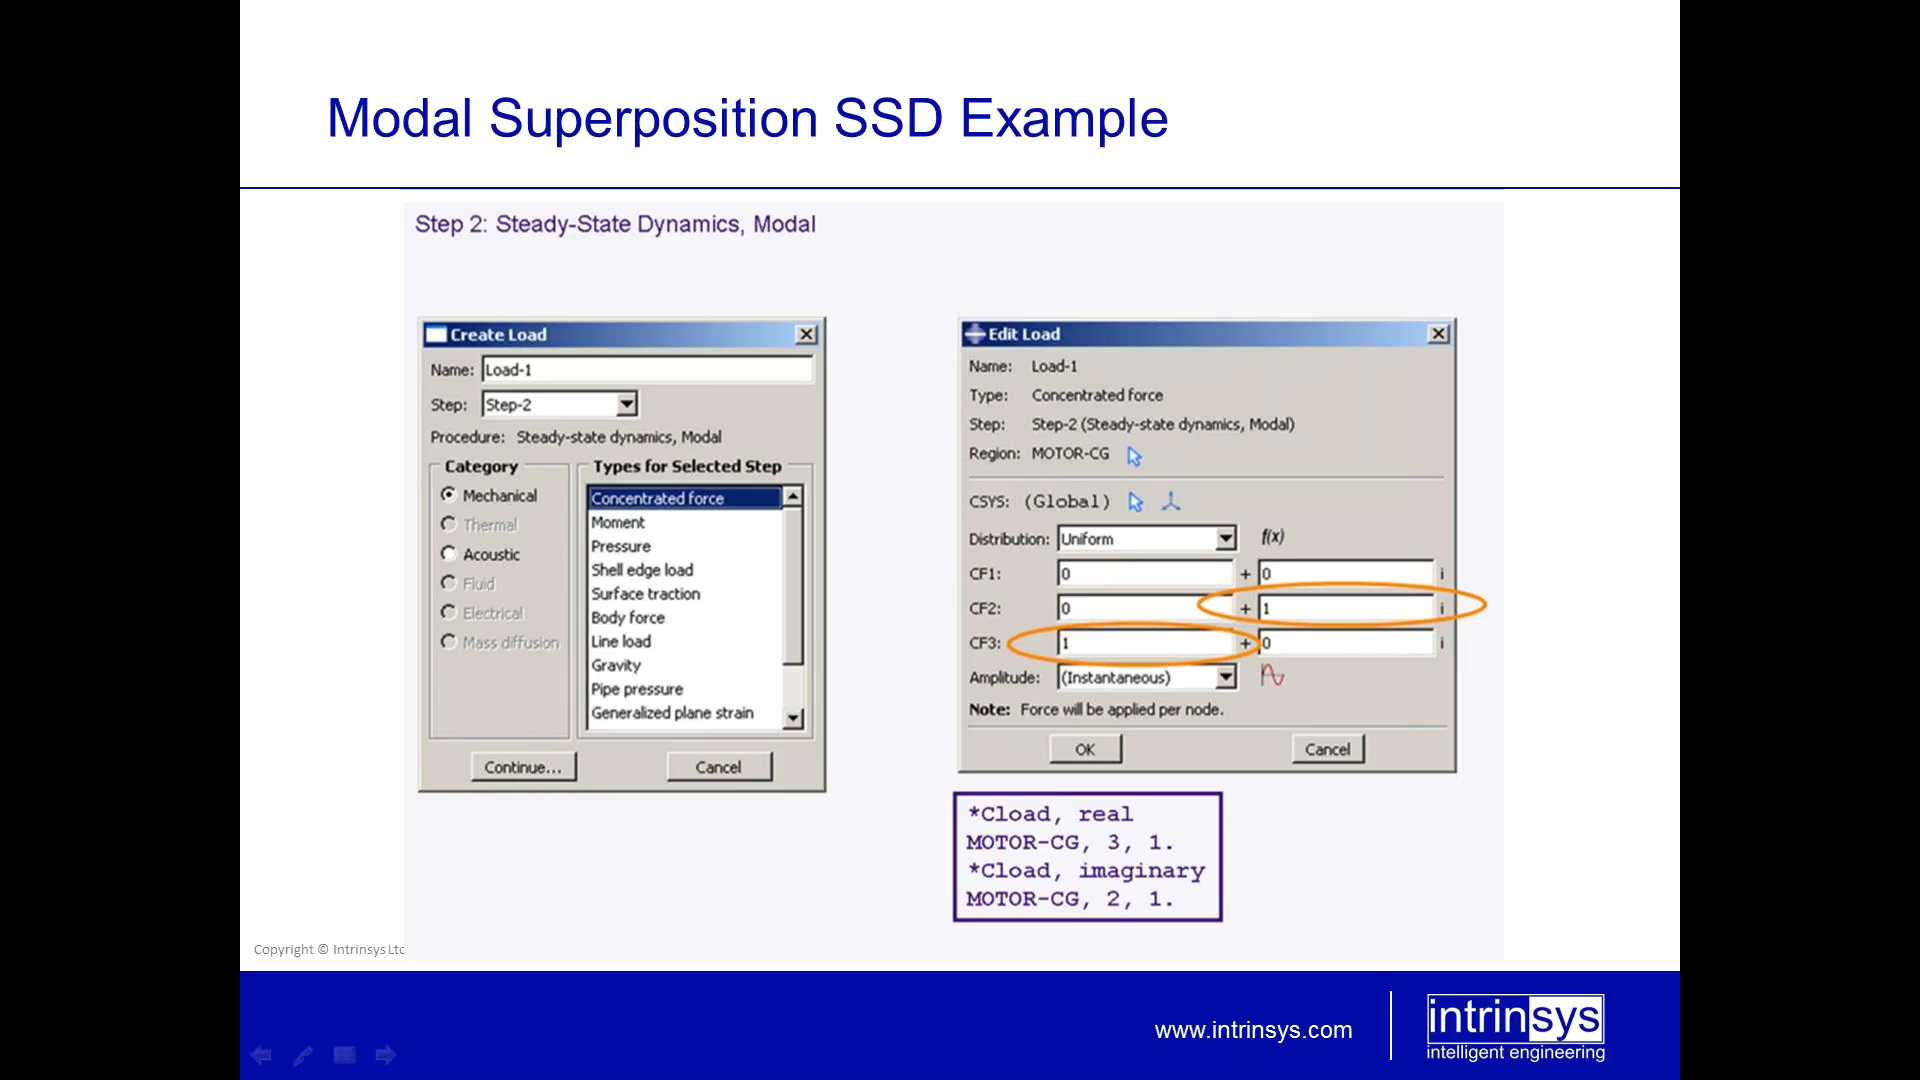 Modal Superposition SSD Example
Step 2: Steady-State Dynamics, Modal
Create Load
Name: Load-1
Step: Step-2
Procedure: Steady-state dynamics, Modal
Category
Mechanical
Thermal
Acoustic
Fluid
Electrical
Mass diffusion
Types for Selected Step
Concentrated force
Moment
Pressure
Shell edge load
Surface traction
Body force
Line load
Gravity
Pipe pressure
Generalized plane strain
Continue... Cancel
Edit Load
Name: Load-1
Type: Concentrated force
Step: Step-2 (Steady-state dynamics, Modal)
Region: MOTOR-CG
CSYS: (Global)
Distribution: Uniform f(x)
CF1: 0 + 0 i
CF2: 0 + 1 i
CF3: 1 + 0 i
Amplitude: (Instantaneous)
Note: Force will be applied per node.
OK Cancel
*Cload, real
MOTOR-CG, 3, 1.
*Cload, imaginary
MOTOR-CG, 2, 1.
Copyright © Intrinsys Ltd
www.intrinsys.com
intrinsys
intelligent engineering